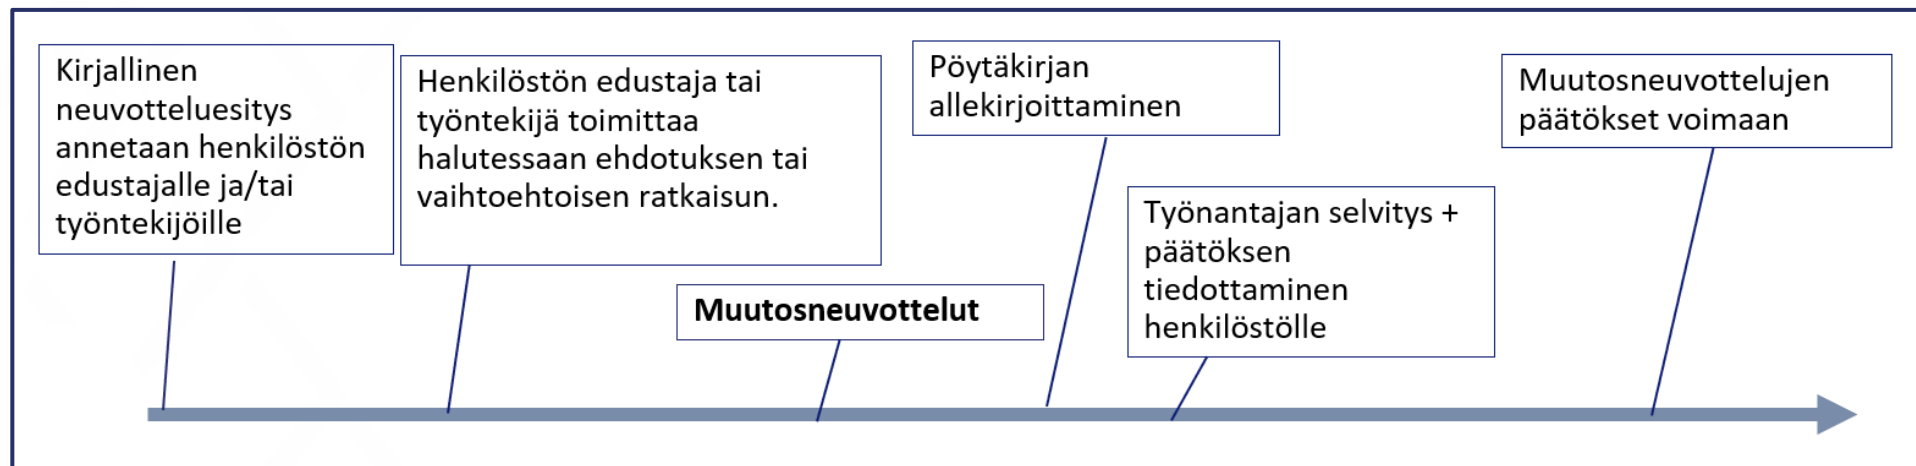 Kirjallinen
neuvotteluesitys
annetaan henkilöstön
edustajalle ja/tai
työntekijöille
Henkilöstön edustaja tai
työntekijä toimittaa
halutessaan ehdotuksen tai
vaihtoehtoisen ratkaisun.
Muutosneuvottelut
Pöytäkirjan
allekirjoittaminen
Työnantajan selvitys +
päätöksen
tiedottaminen
henkilöstölle
Muutosneuvottelujen
päätökset voimaan